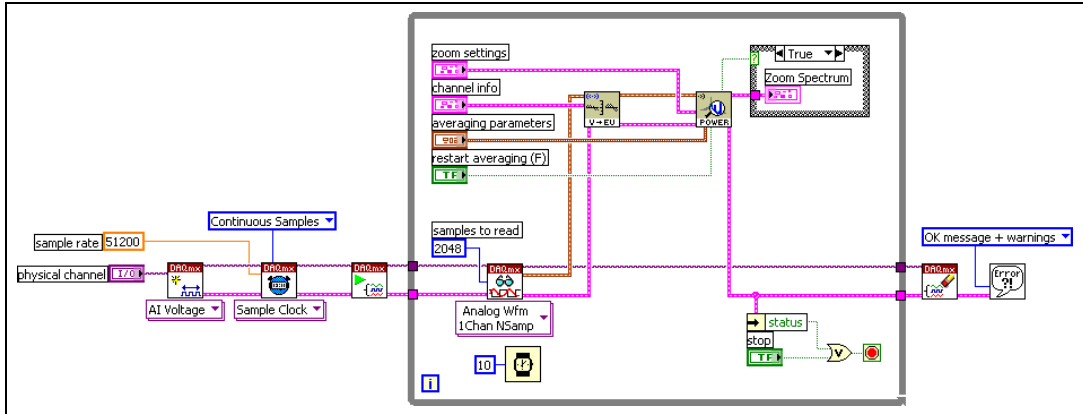 zoom settings
channel info
averaging parameters
restart averaging (F)
TF
V→EU
POWER
True
?
Zoom Spectrum
Continuous Samples
sample rate 51200
physical channel I/O
DAQmx
AI Voltage
DAQmx
Sample Clock
DAQmx
samples to read
2048
DAQmx
Analog Wfm
1Chan NSamp
10
i
status
stop
TF
V
OK message + warnings
DAQmx
Error
?!